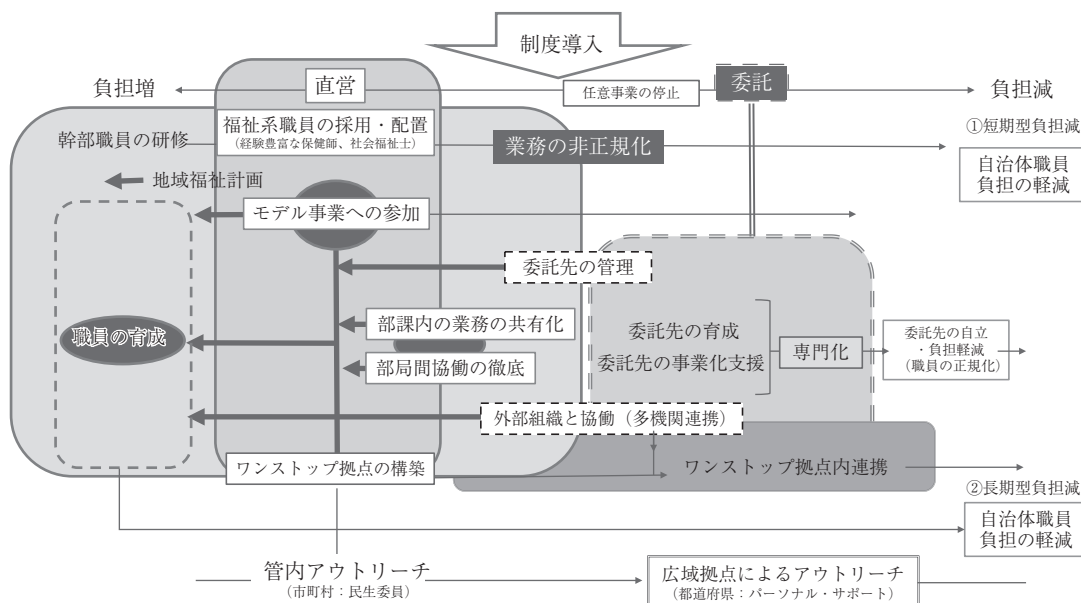 制度導入
負担増
直営
任意事業の停止
委託
負担減
幹部職員の研修
福祉系職員の採用・配置
（経験豊富な保健師、社会福祉士）
業務の非正規化
①短期型負担減
自治体職員
負担の軽減
地域福祉計画
モデル事業への参加
委託先の管理
部課内の業務の共有化
職員の育成
部局間協働の徹底
委託先の育成
委託先の事業化支援
専門化
委託先の自立
・負担軽減
（職員の正規化）
外部組織と協働（多機関連携）
ワンストップ拠点の構築
ワンストップ拠点内連携
②長期型負担減
自治体職員
負担の軽減
管内アウトリーチ
（市町村：民生委員）
広域拠点によるアウトリーチ
（都道府県：パーソナル・サポート）